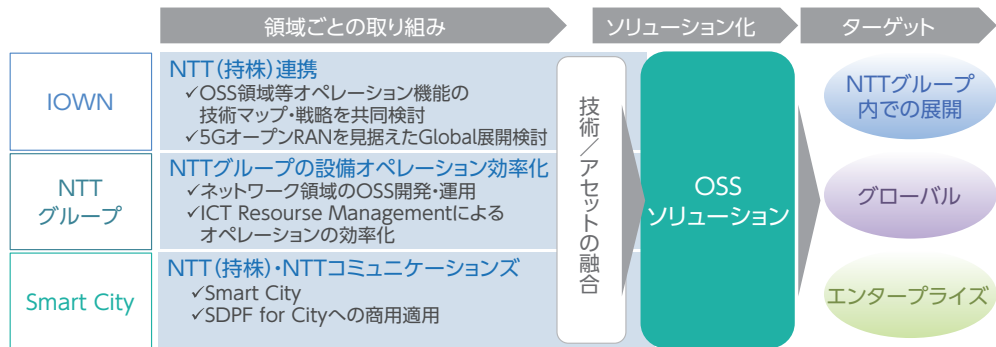 領域ごとの取り組み
ソリューション化
ターゲット
IOWN
NTT(持株)連携
✓OSS領域等オペレーション機能の
技術マップ・戦略を共同検討
✓5GオープンRANを見据えたGlobal展開検討
NTT
グループ
NTTグループの設備オペレーション効率化
✓ネットワーク領域のOSS開発・運用
✓ICT Resourse Managementによる
オペレーションの効率化
Smart City
NTT(持株)・NTTコミュニケーションズ
✓Smart City
✓SDPF for Cityへの商用適用
技術／アセットの融合
OSS
ソリューション
NTTグループ
内での展開
グローバル
エンタープライズ